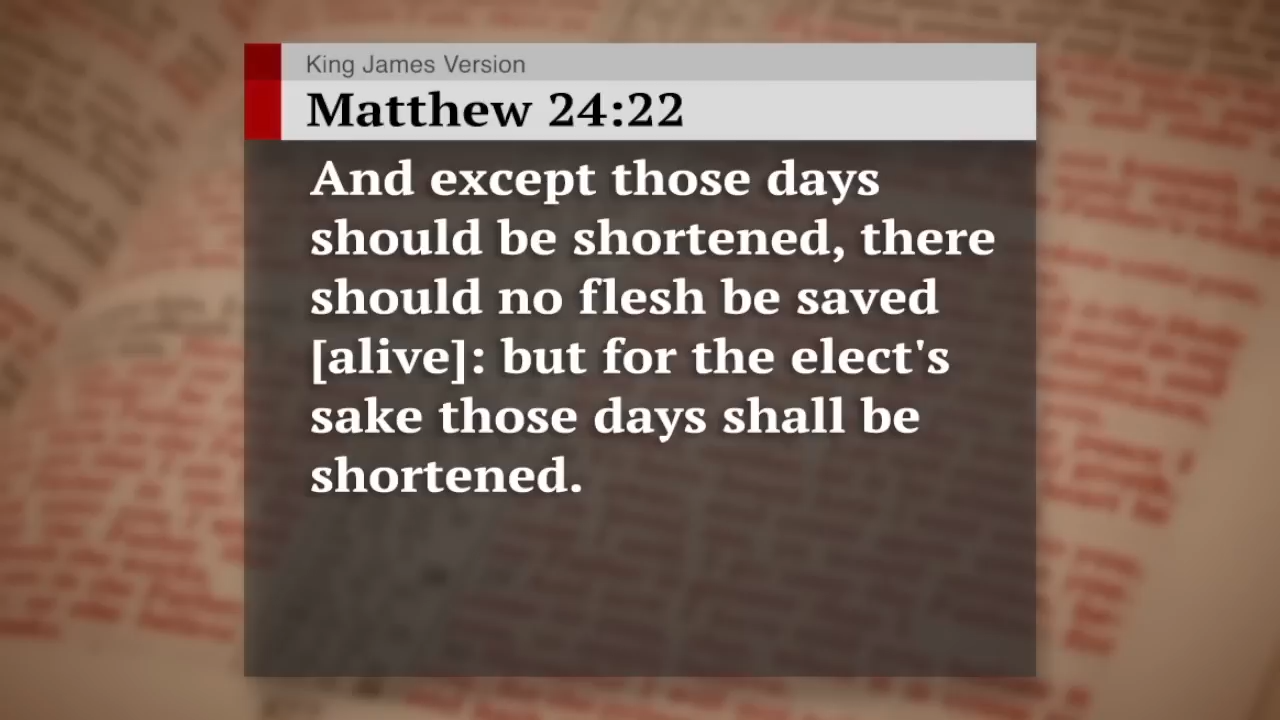 King James Version
Matthew 24:22
And except those days
should be shortened, there
should no flesh be saved
[alive]: but for the elect's
sake those days shall be
shortened.